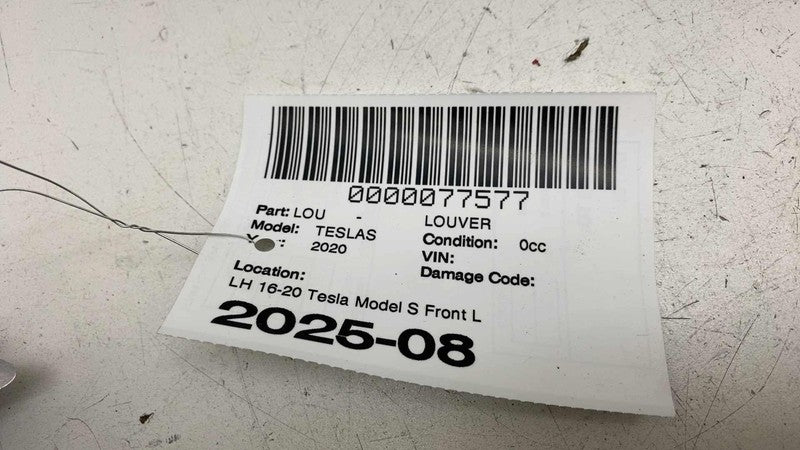 0000077577
Part: LOU - LOUVER
Model: TESLAS Condition: 0cc
2020 VIN:
Damage Code:
Location:
LH 16-20 Tesla Model S Front L
2025-08